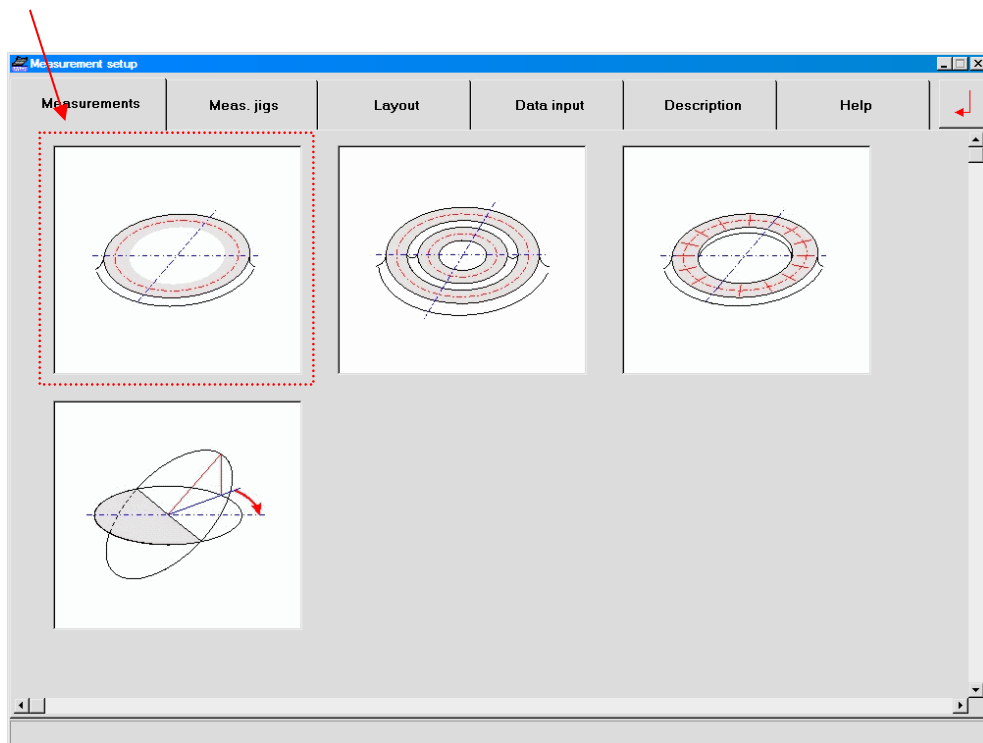 Measurement setup
Measurements
Meas. jigs
Layout
Data input
Description
Help